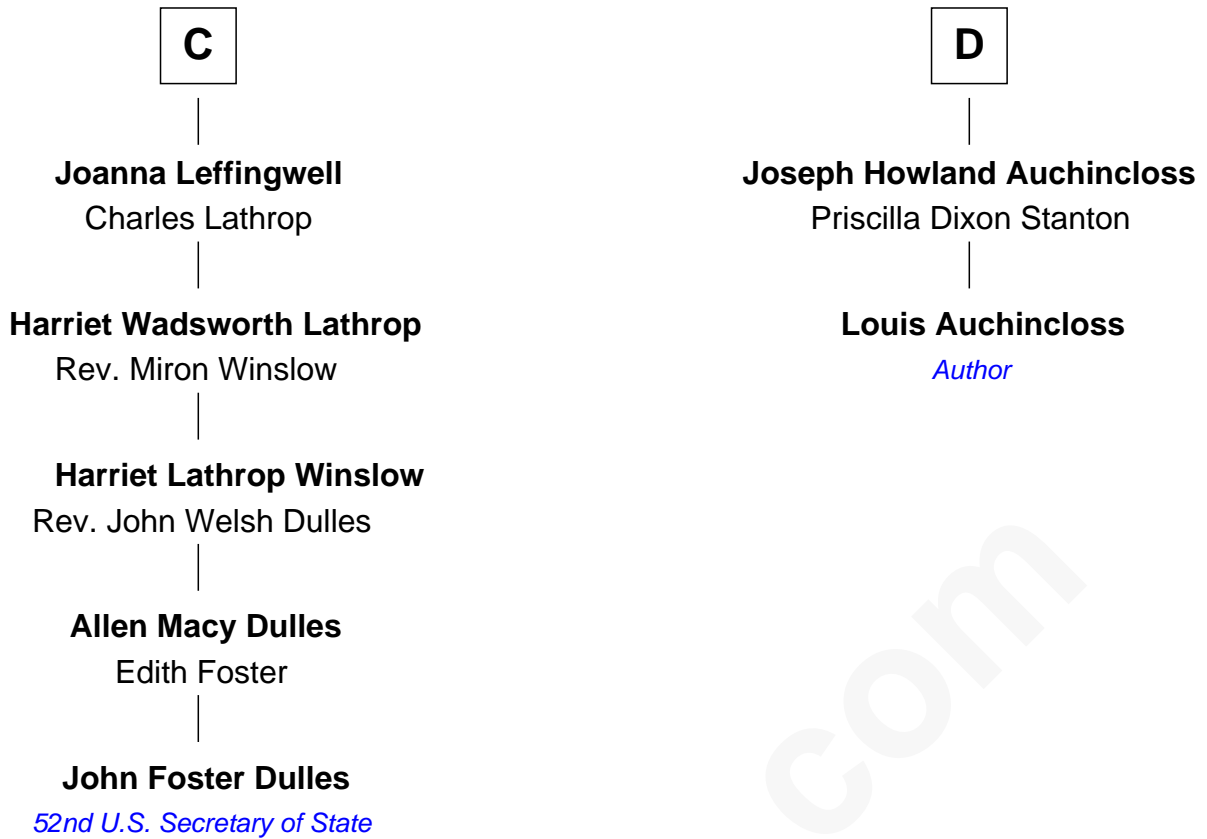 C
Joanna Leffingwell
Charles Lathrop
Harriet Wadsworth Lathrop
Rev. Miron Winslow
Harriet Lathrop Winslow
Rev. John Welsh Dulles
Allen Macy Dulles
Edith Foster
John Foster Dulles
52nd U.S. Secretary of State
D
Joseph Howland Auchincloss
Priscilla Dixon Stanton
Louis Auchincloss
Author
com